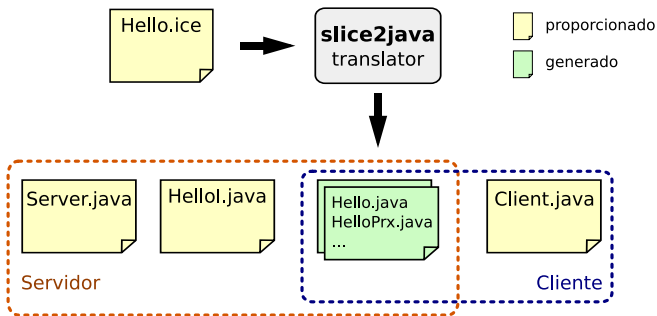 Hello.ice
slice2java
translator
proporcionado
generado
Server.java
HelloI.java
Hello.java
HelloPrx.java
...
Client.java
Servidor
Cliente